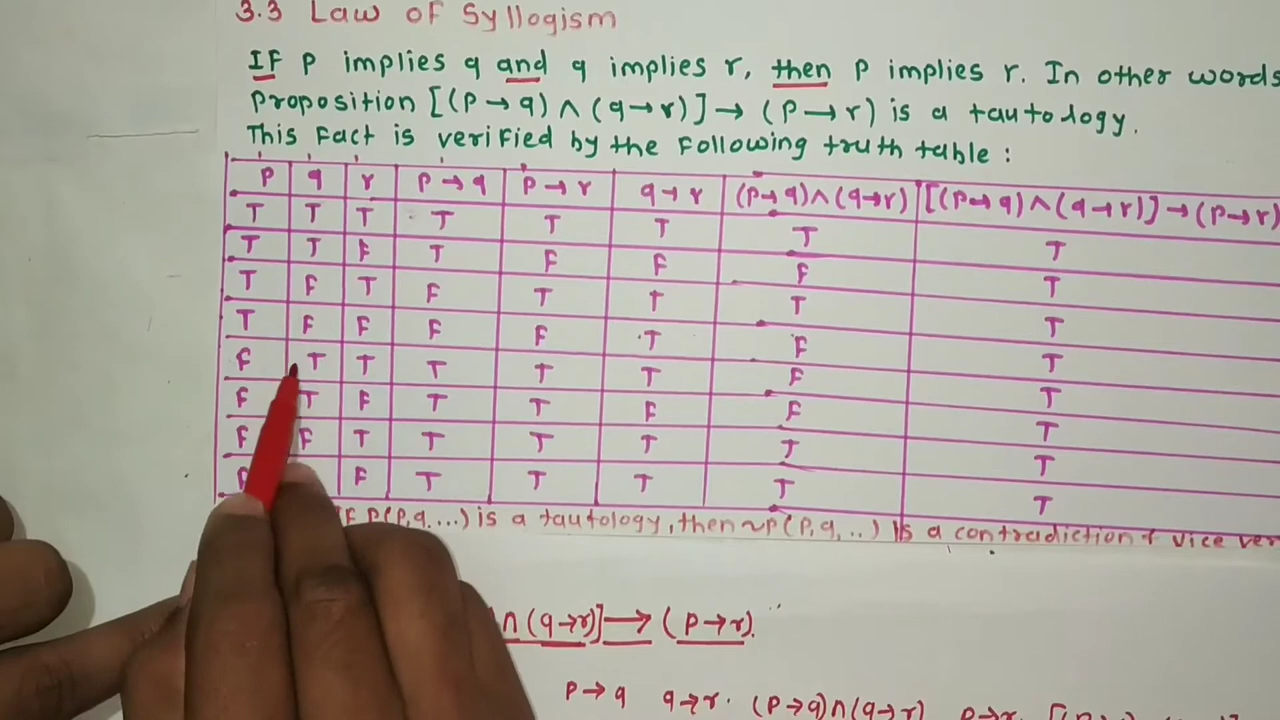 3.3 Law of Syllogism
IF p implies q and q implies r, then p implies r. In other words
Proposition [(p→q)∧(q→r)]→(p→r) is a tautology.
This Fact is verified by the Following truth table :
p q r p→q p→r q→r (p→q)∧(q→r) [(p→q)∧(q→r)]→(p→r)
T T T T T T T T
T T F T F F F T
T F T F T T T T
T F F F F T F T
F T T T T T F T
F T F T T F F T
F F T T T T T T
F T T T T T
IF P(P,q,...) is a tautology, then ~P(P,q,..) is a contradiction & vice
∧(q→r)]→(p→r).
p→q q→r. (p→q)∧(q→r) p→r